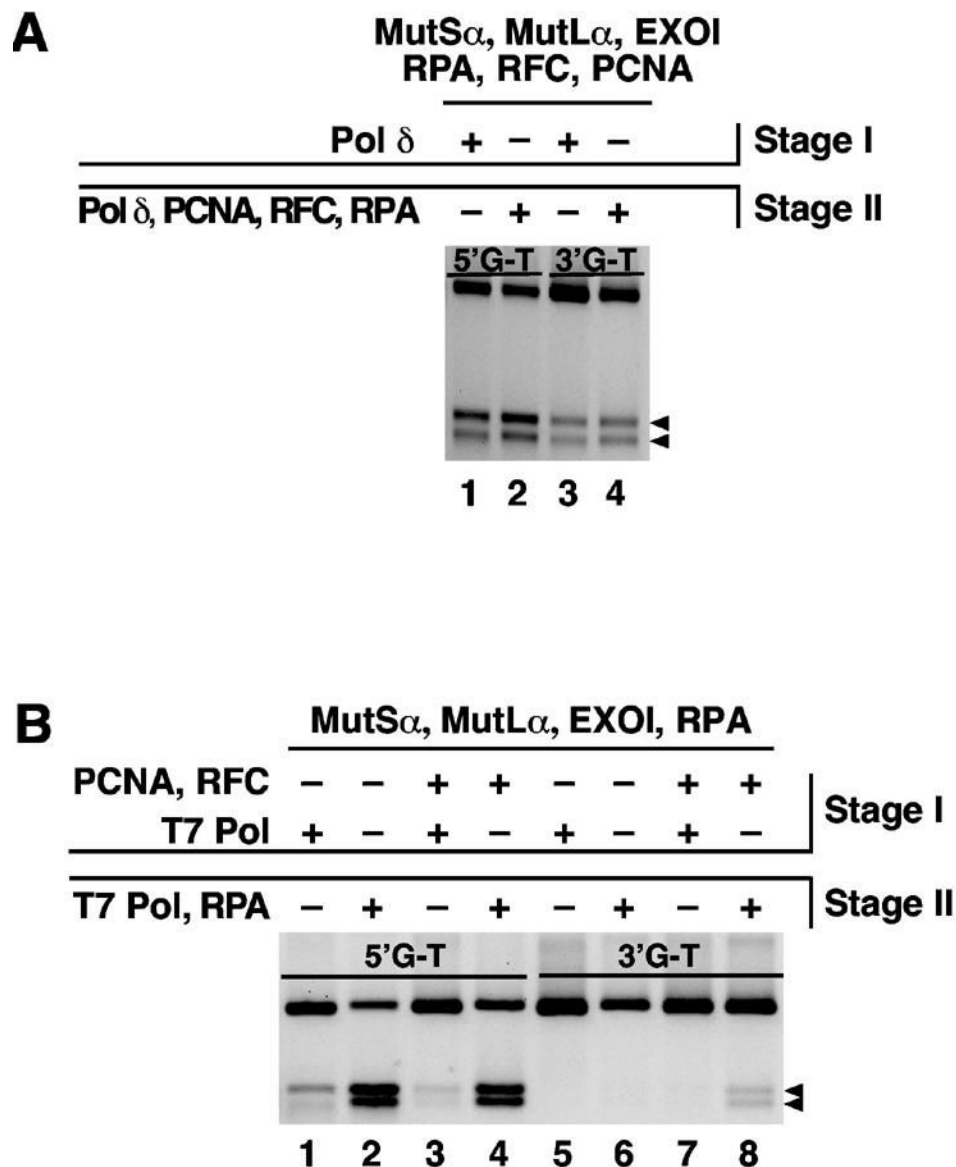 A
MutSα, MutLα, EXOI
RPA, RFC, PCNA
Pol δ + − + − Stage I
Pol δ, PCNA, RFC, RPA − + − + Stage II
5'G-T 3'G-T
1 2 3 4
B
MutSα, MutLα, EXOI, RPA
PCNA, RFC − − + + − − + + Stage I
T7 Pol + − + − + − + −
T7 Pol, RPA − + − + − + − + Stage II
5'G-T 3'G-T
1 2 3 4 5 6 7 8